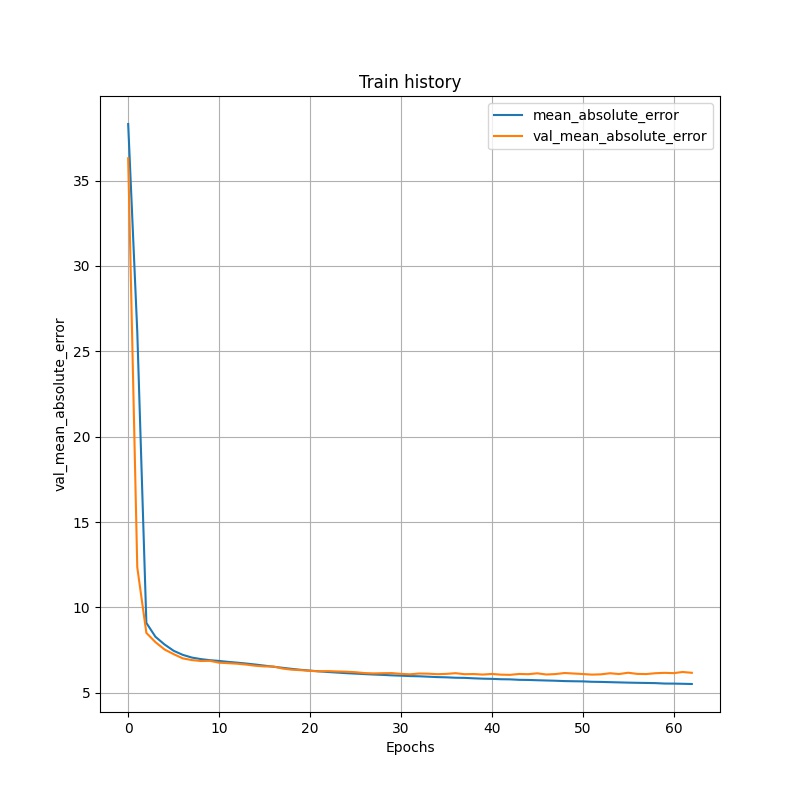 Train history
mean_absolute_error
val_mean_absolute_error
val_mean_absolute_error
35
30
25
20
15
10
5
0 10 20 30 40 50 60
Epochs